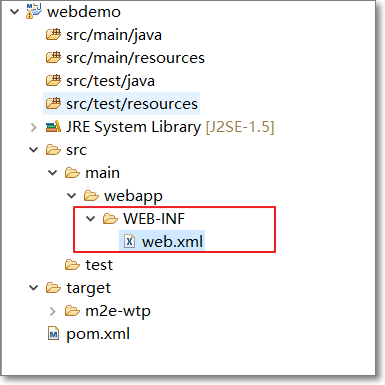 webdemo
src/main/java
src/main/resources
src/test/java
src/test/resources
JRE System Library [J2SE-1.5]
src
main
webapp
WEB-INF
web.xml
test
target
m2e-wtp
pom.xml